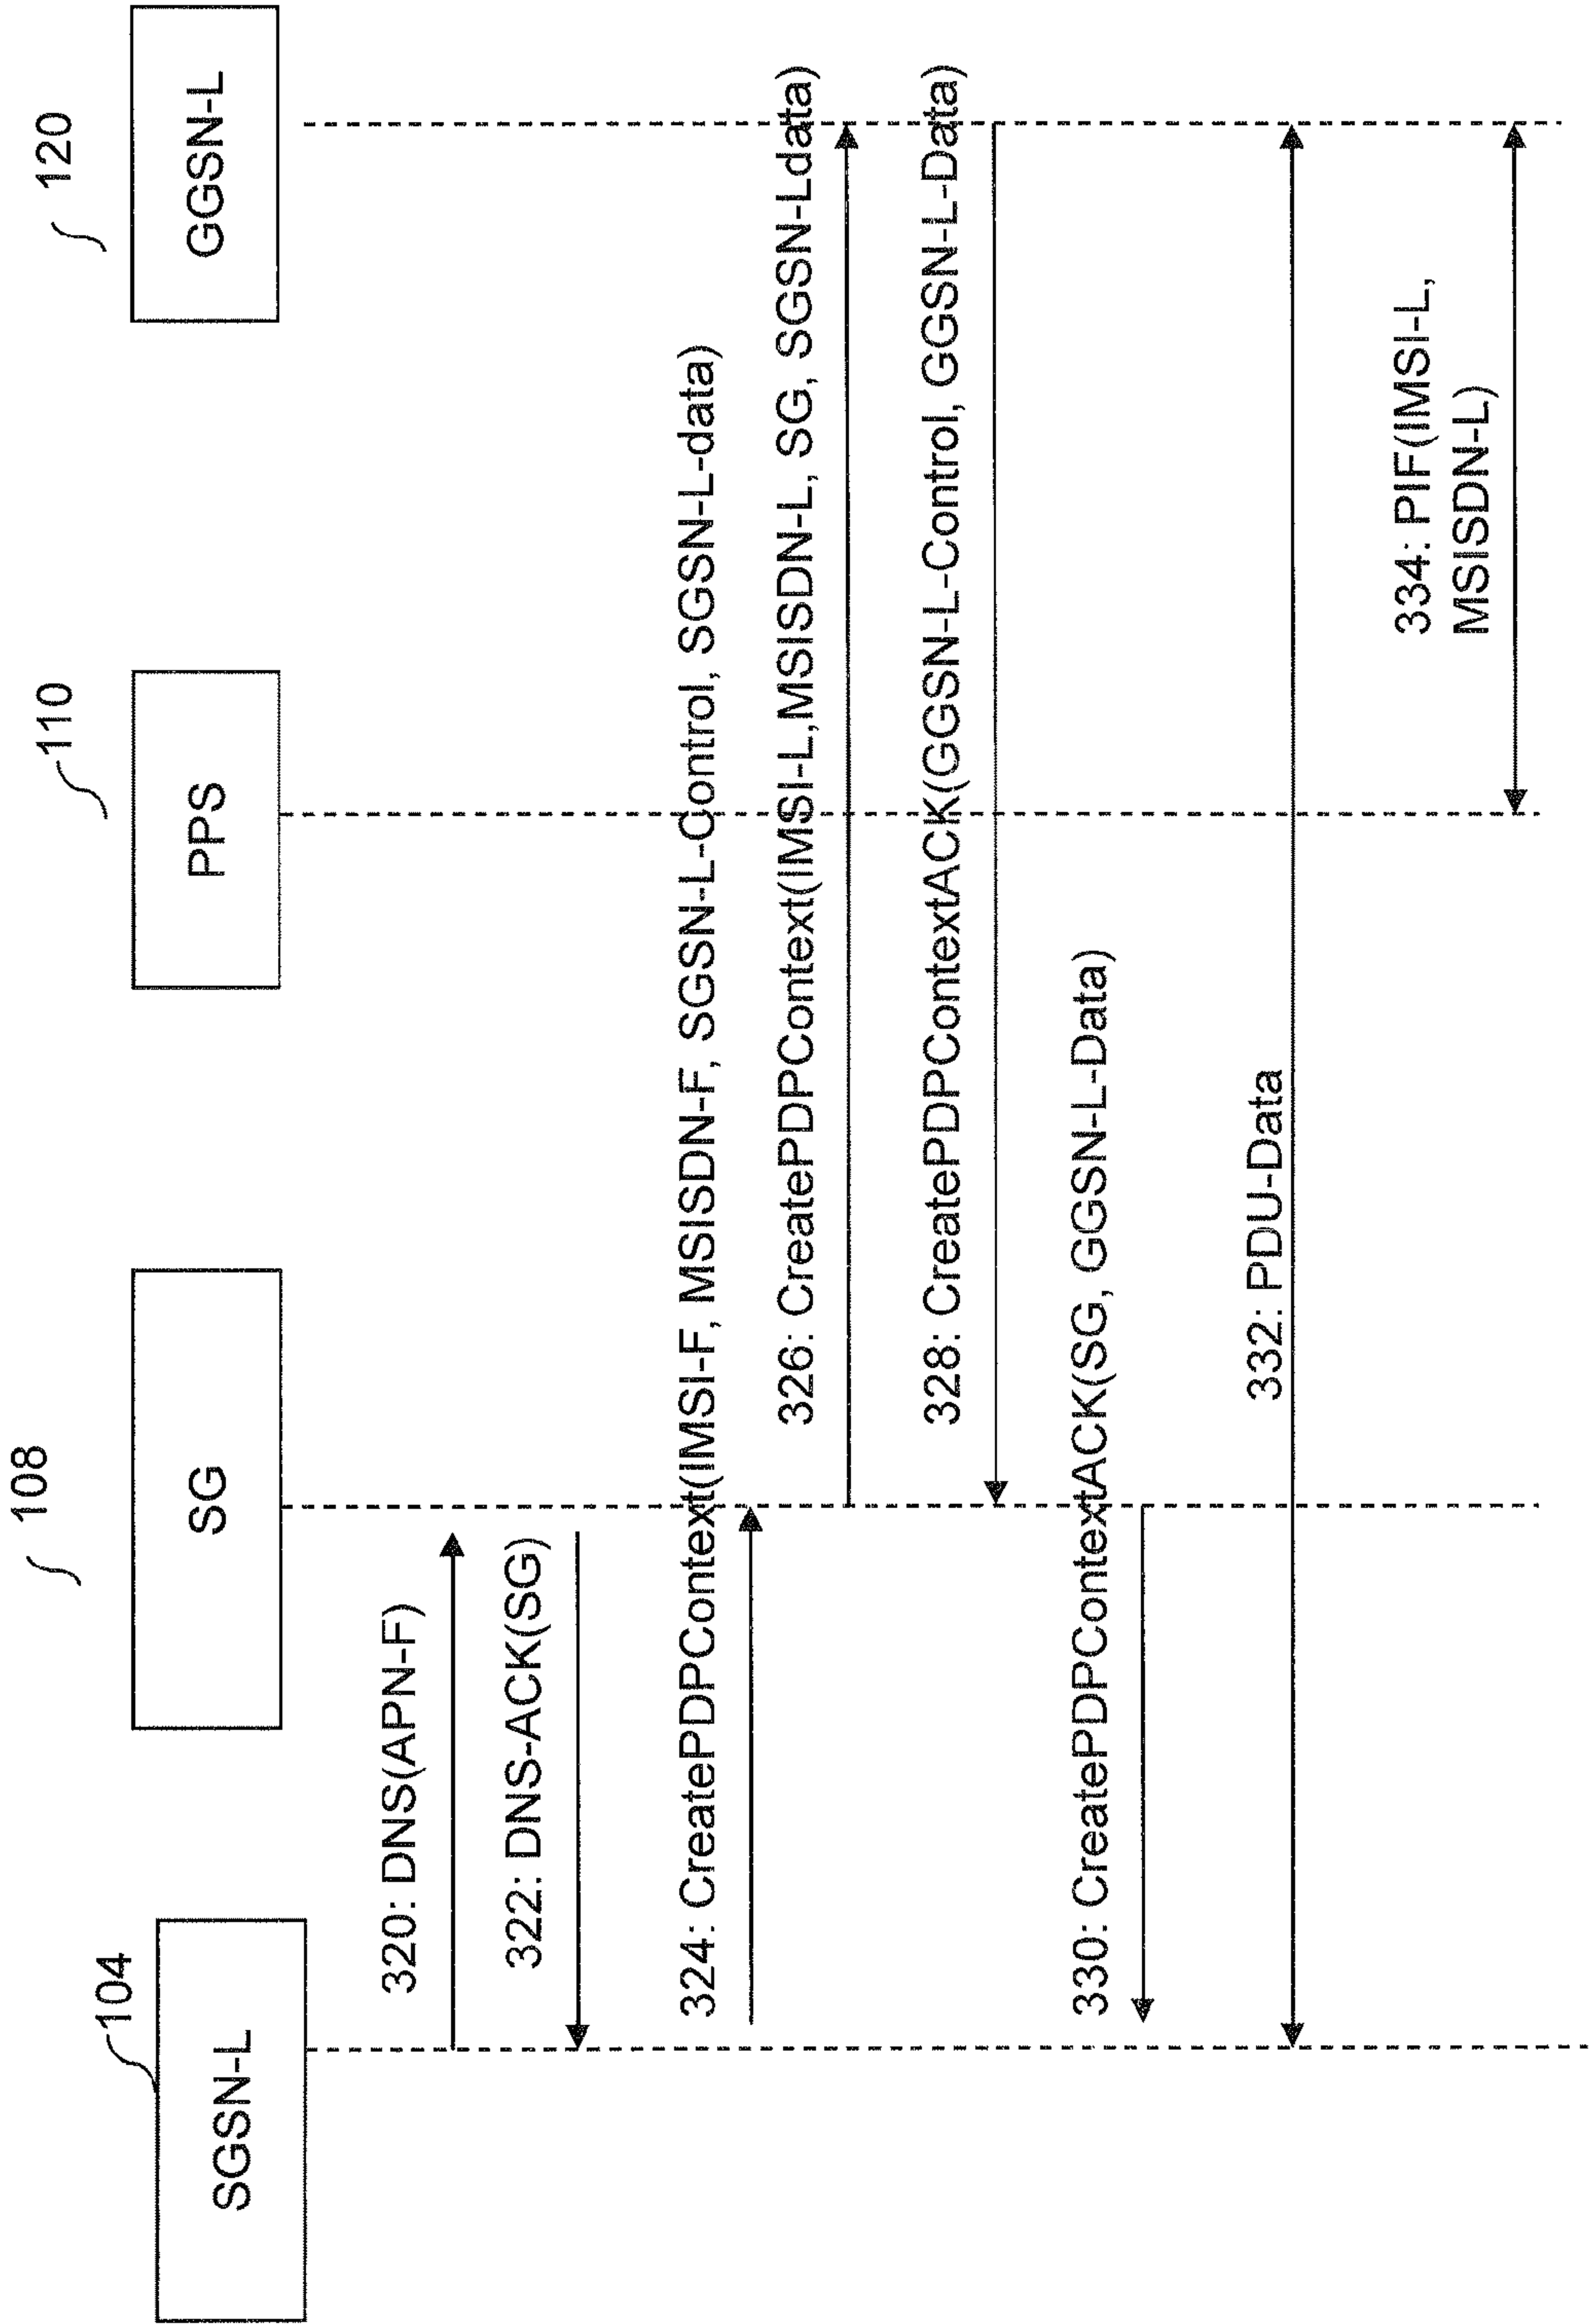 104
108
110
120
SGSN-L
SG
PPS
GGSN-L
320: DNS(APN-F)
322: DNS-ACK(SG)
324: CreatePDPContext(IMSI-F, MSISDN-F, SGSN-L-Control, SGSN-L-data)
326: CreatePDPContext(IMSI-L,MSISDN-L, SG, SGSN-Ldata)
328: CreatePDPContextACK(GGSN-L-Control, GGSN-L-Data)
330: CreatePDPContextACK(SG, GGSN-L-Data)
332: PDU-Data
334: PIF(IMSI-L,
MSISDN-L)